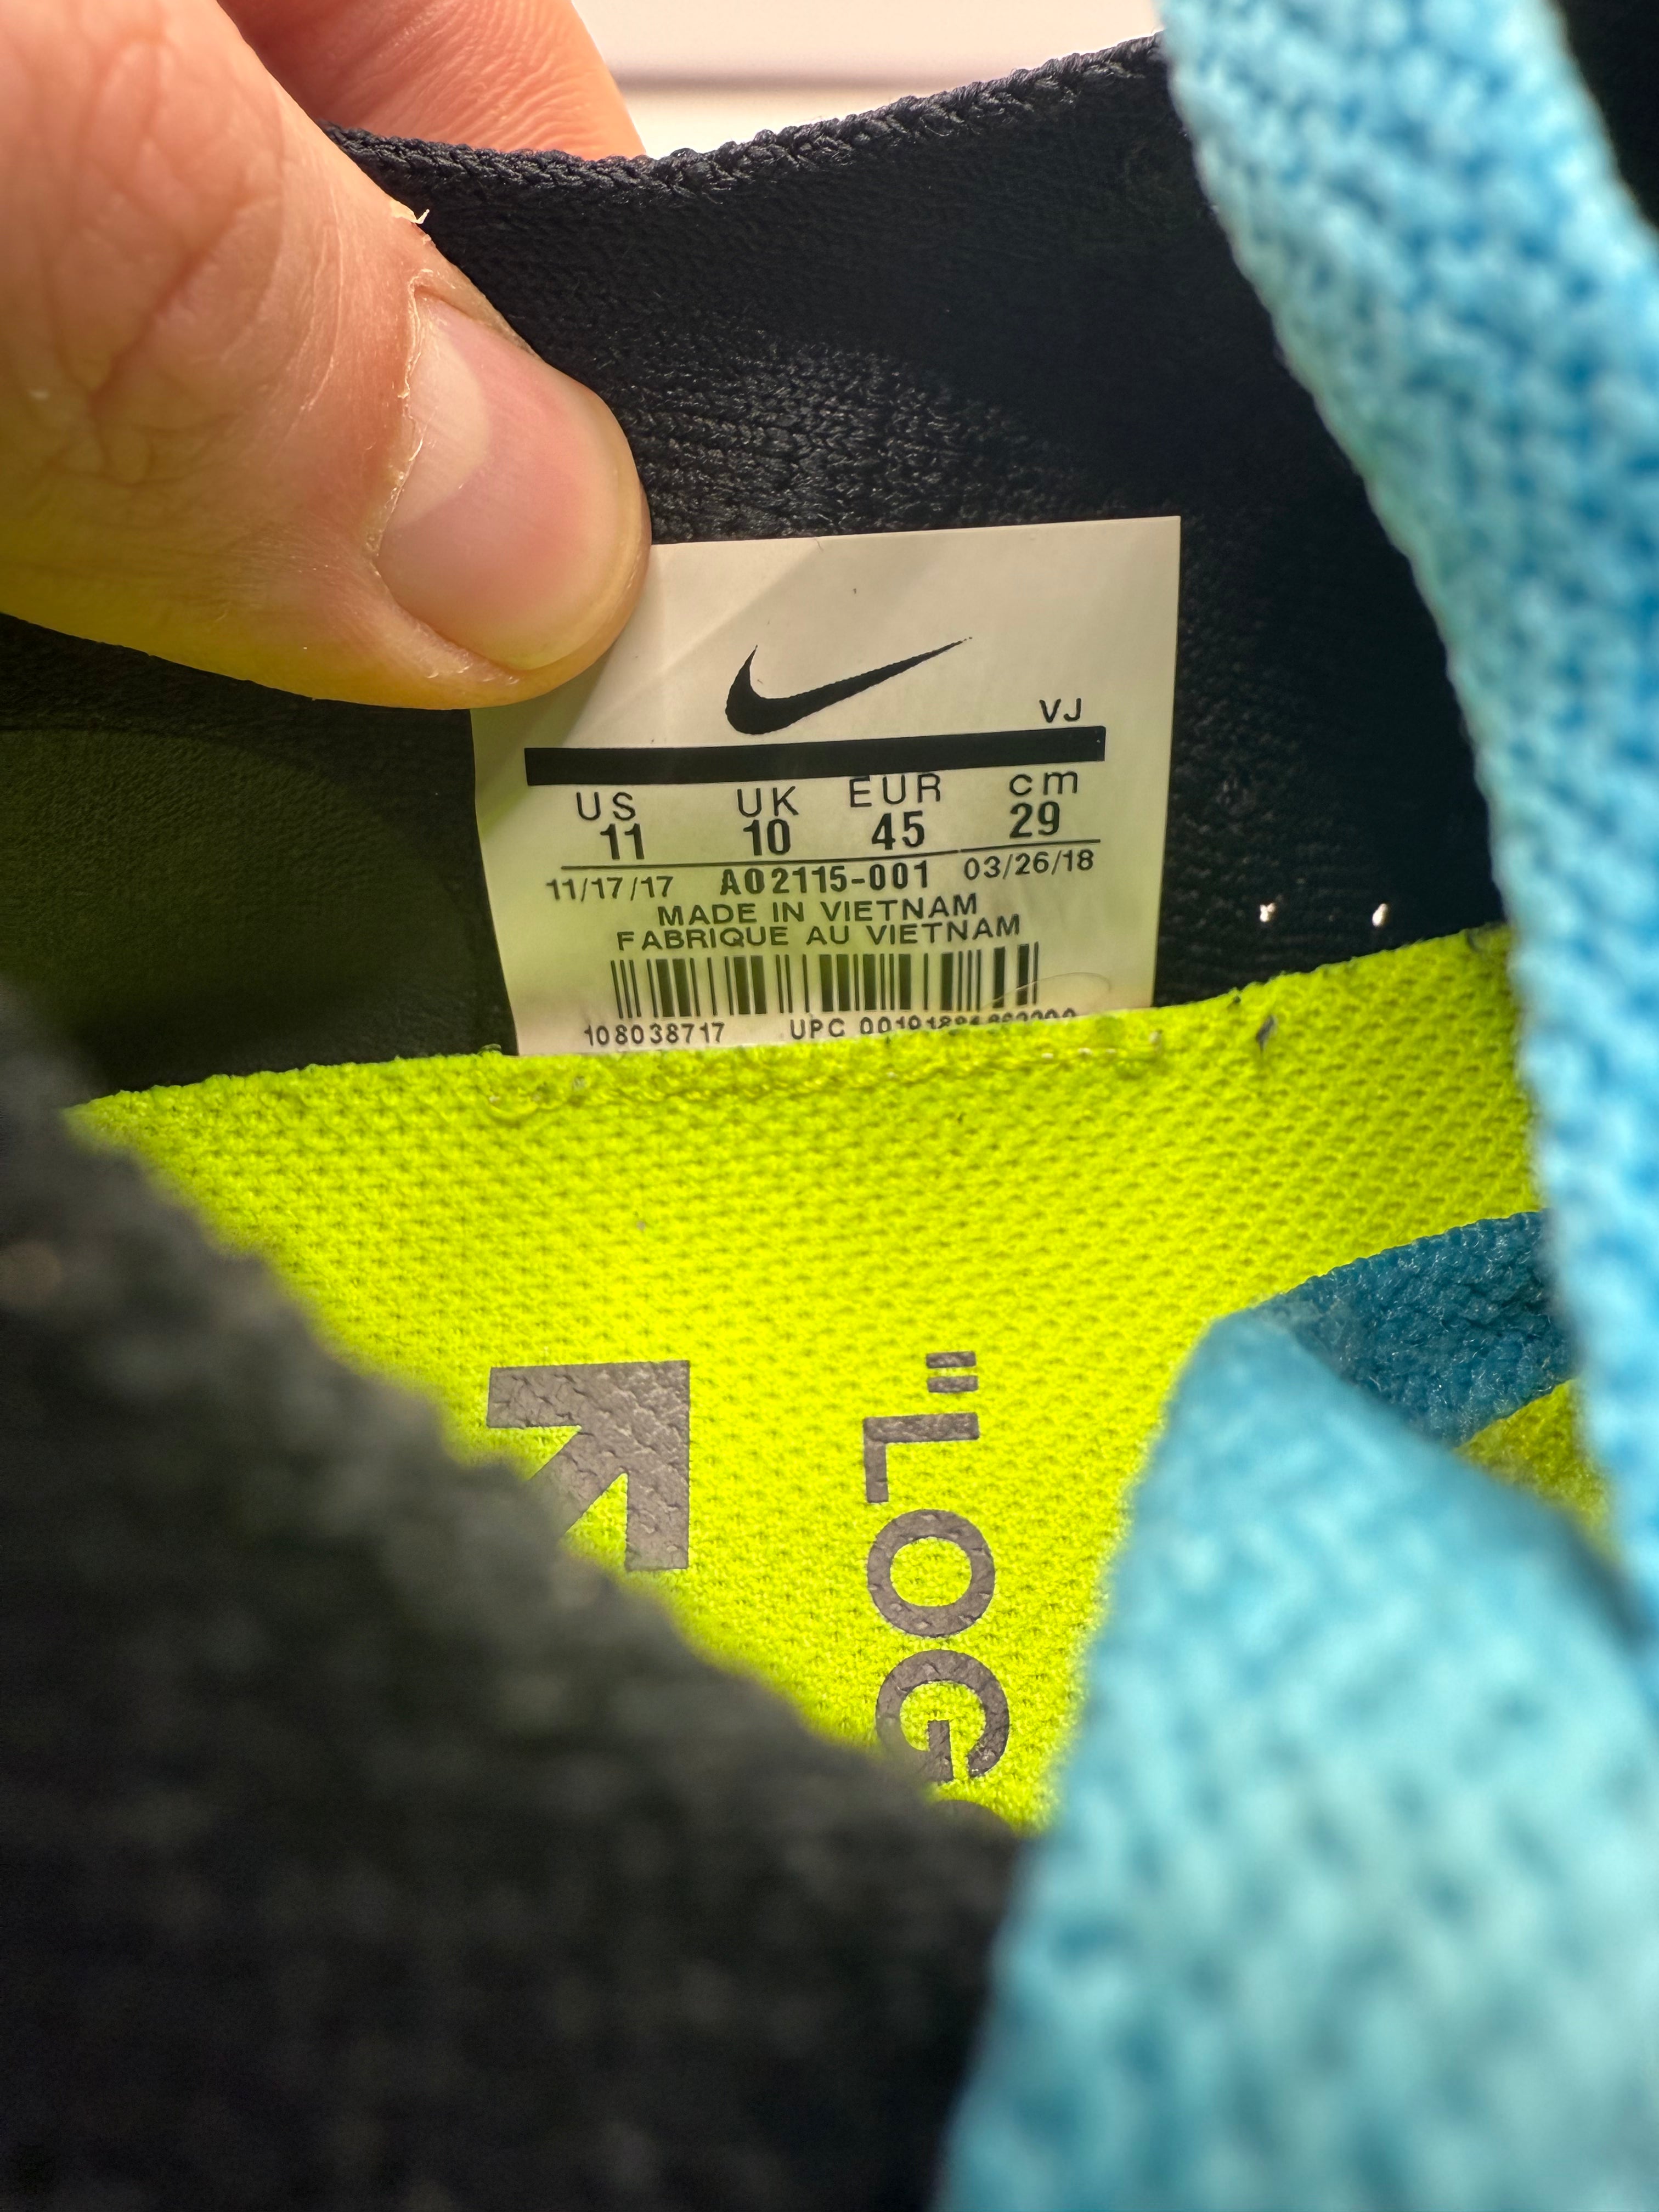 VJ
US UK EUR cm
11 10 45 29
11/17/17 AO2115-001 03/26/18
MADE IN VIETNAM
FABRIQUE AU VIETNAM
108038717 UPC
"LOG